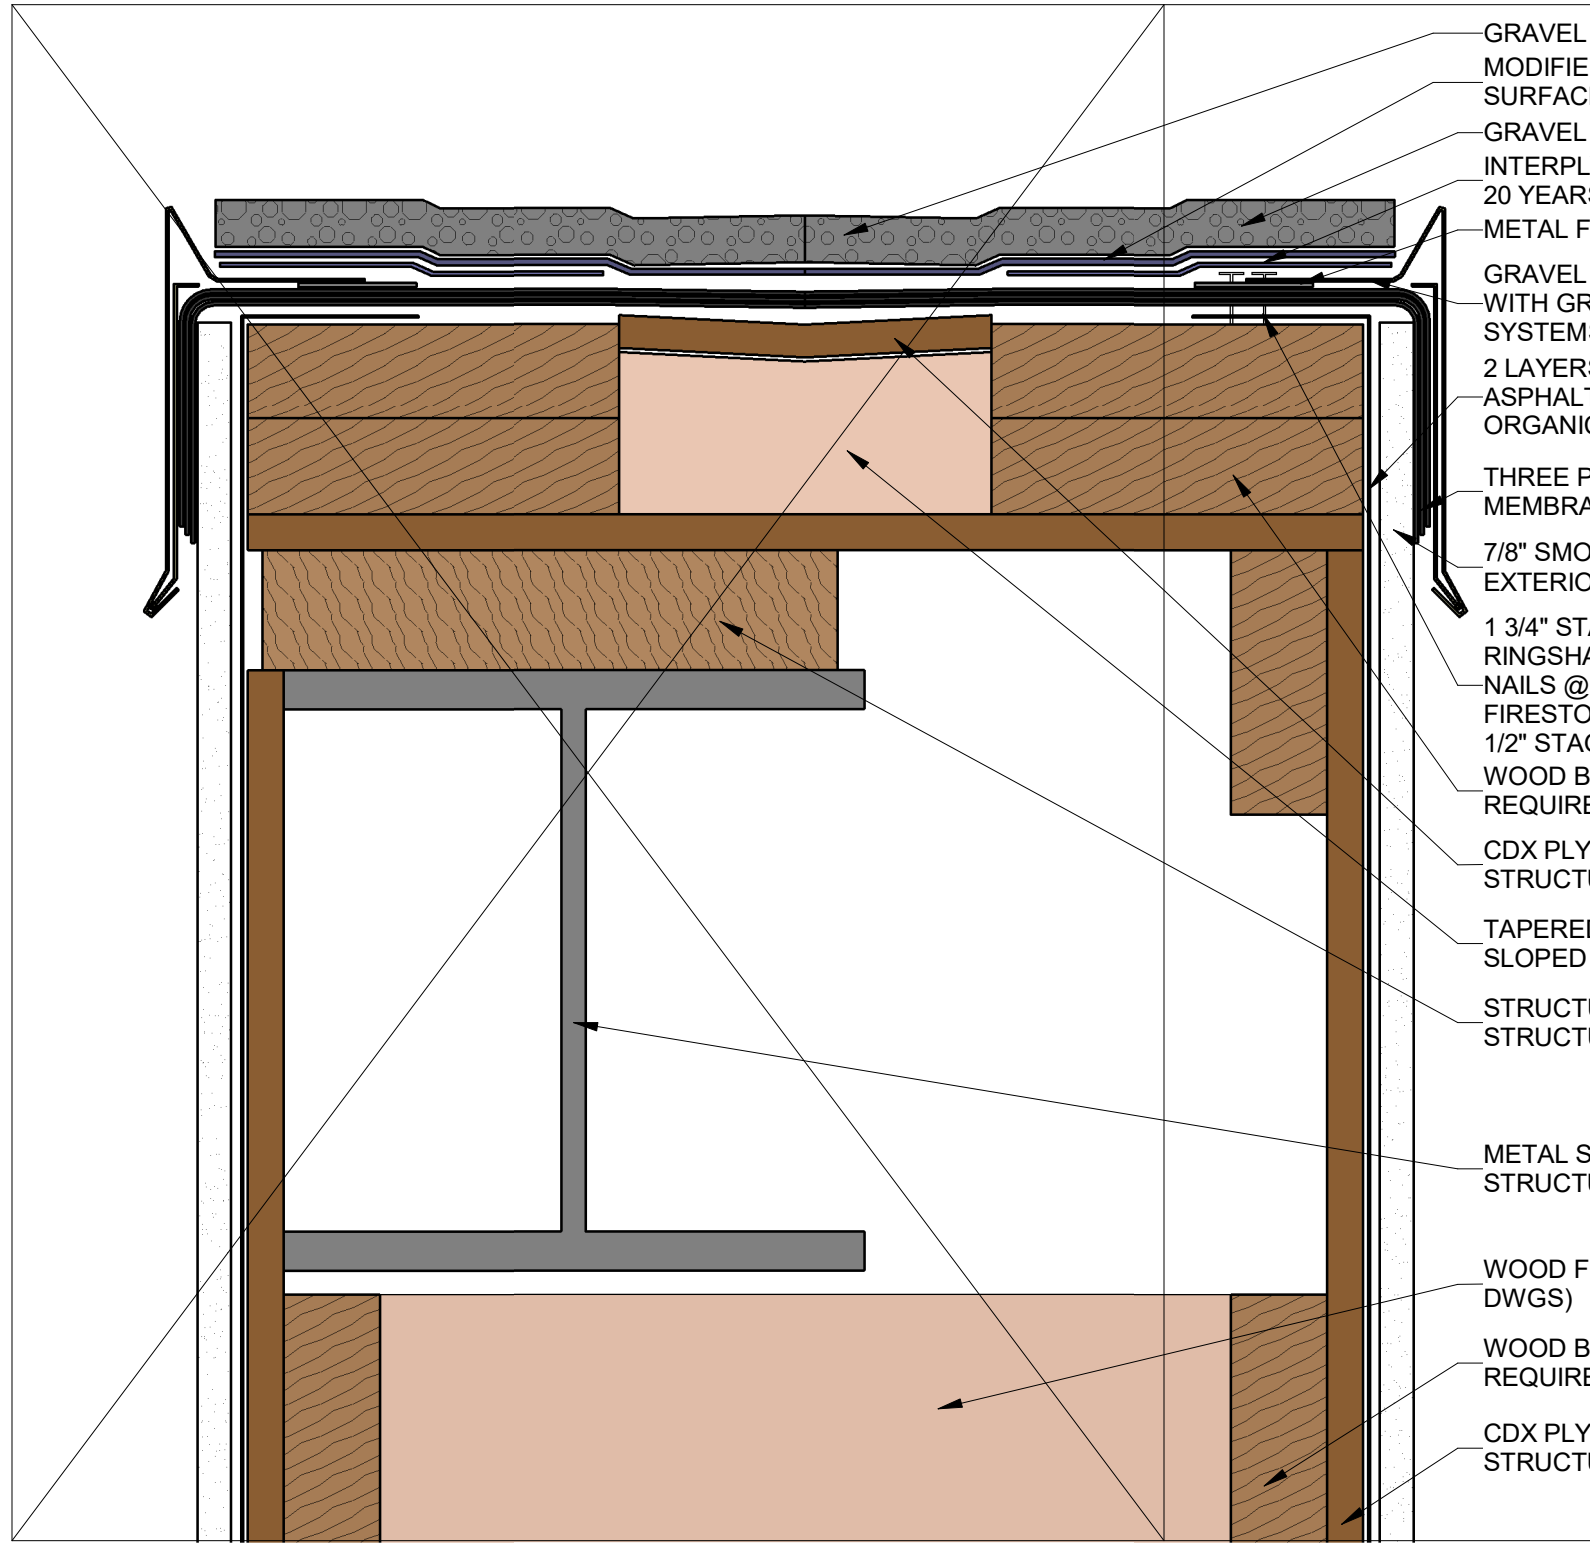 GRAVEL
MODIFIE
SURFAC
GRAVEL
INTERPL
20 YEARS
METAL F
GRAVEL
WITH GR
SYSTEMS
2 LAYERS
ASPHALT
ORGANIC
THREE P
MEMBRA
7/8" SMO
EXTERIO
1 3/4" STA
RINGSHA
NAILS @
FIRESTO
1/2" STAG
WOOD B
REQUIRE
CDX PLY
STRUCTU
TAPERED
SLOPED
STRUCTU
STRUCTU
METAL S
STRUCTU
WOOD F
DWGS)
WOOD B
REQUIRE
CDX PLY
STRUCTU